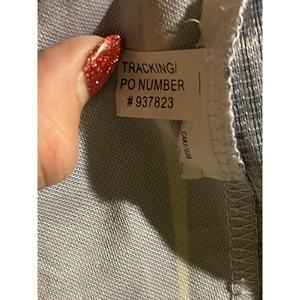 TRACKING/
PO NUMBER
# 937823